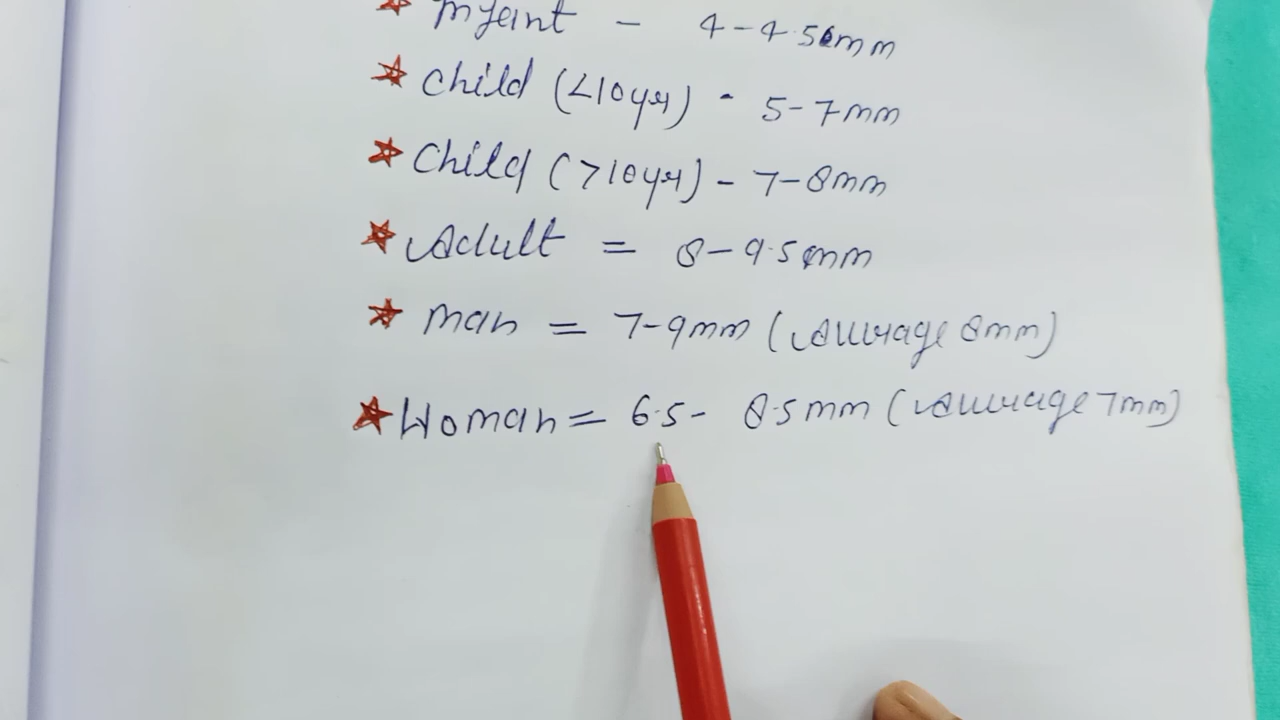 Infant - 4-4.5mm
Child (<10yr) - 5-7mm
Child (>10yr) - 7-8mm
Adult = 8-9.5mm
Man = 7-9mm (average 8mm)
Woman = 6.5- 8.5mm (average 7mm)